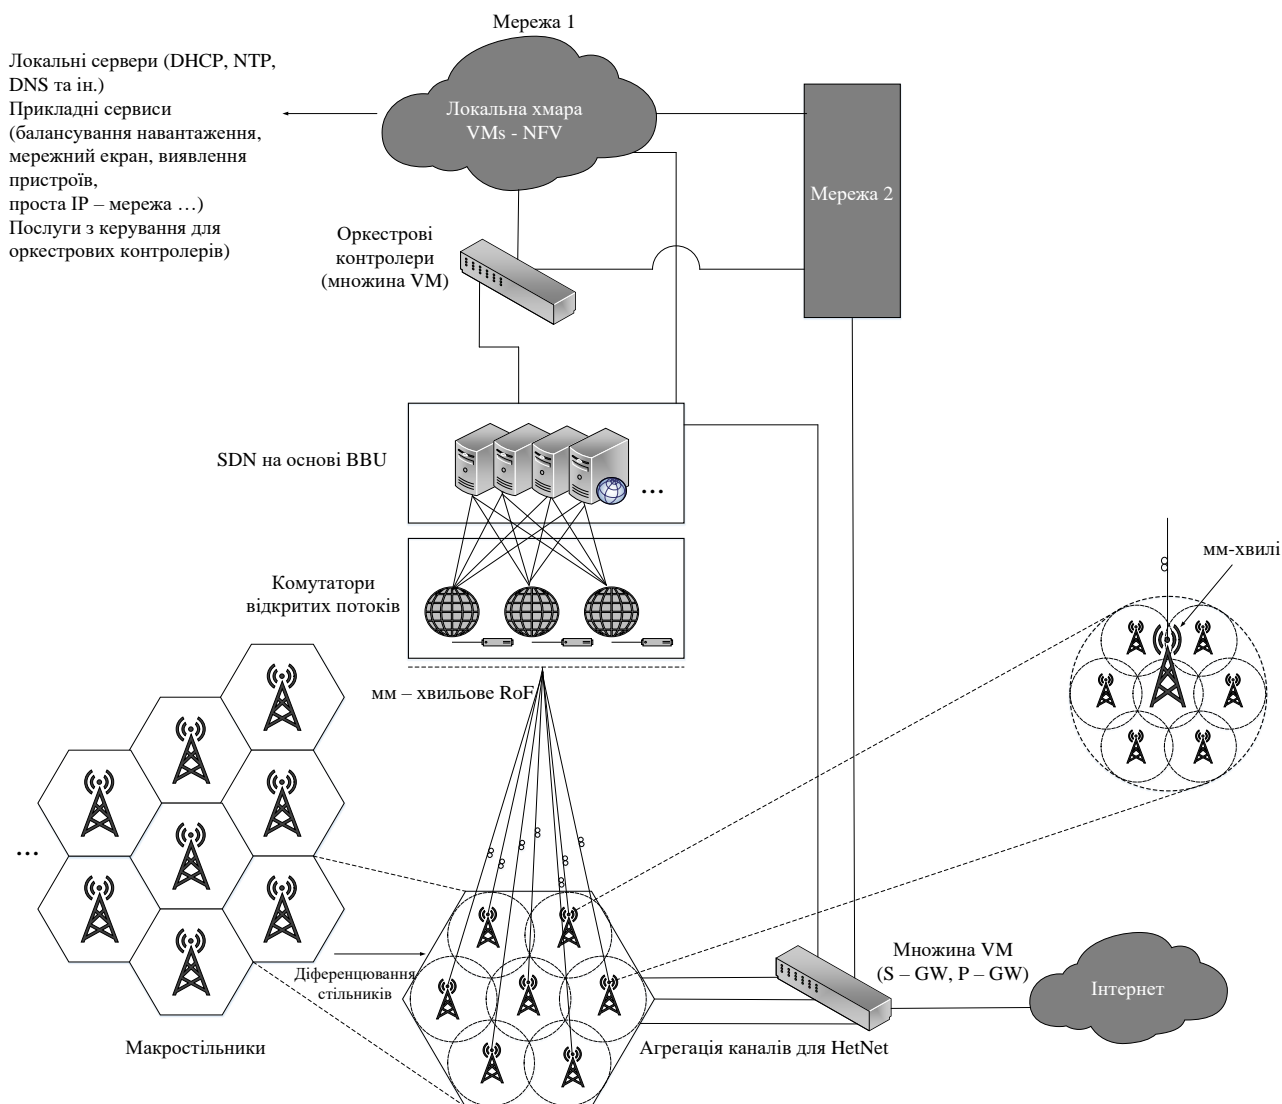 Мережа 1
Локальні сервери (DHCP, NTP,
DNS та ін.)
Прикладні сервиси
(балансування навантаження,
мережний екран, виявлення
пристроїв,
проста IP – мережа …)
Послуги з керування для
оркестрових контролерів)
Локальна хмара
VMs - NFV
Мережа 2
Оркестрові
контролери
(множина VM)
SDN на основі BBU
...
мм-хвилі
Комутатори
відкритих потоків
мм – хвильове RoF
...
Діференцювання
стільників
Множина VM
(S – GW, P – GW)
Інтернет
Макростільники
Агрегація каналів для HetNet